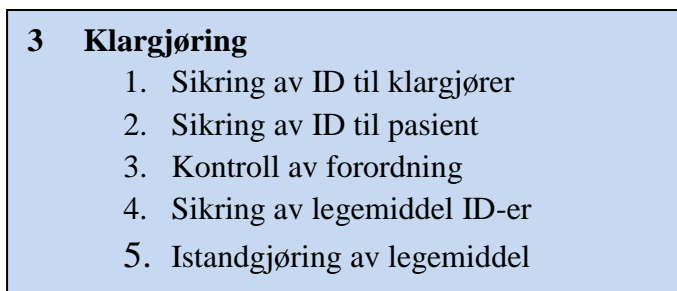 3 Klargjøring
1. Sikring av ID til klargjører
2. Sikring av ID til pasient
3. Kontroll av forordning
4. Sikring av legemiddel ID-er
5. Istandgjøring av legemiddel